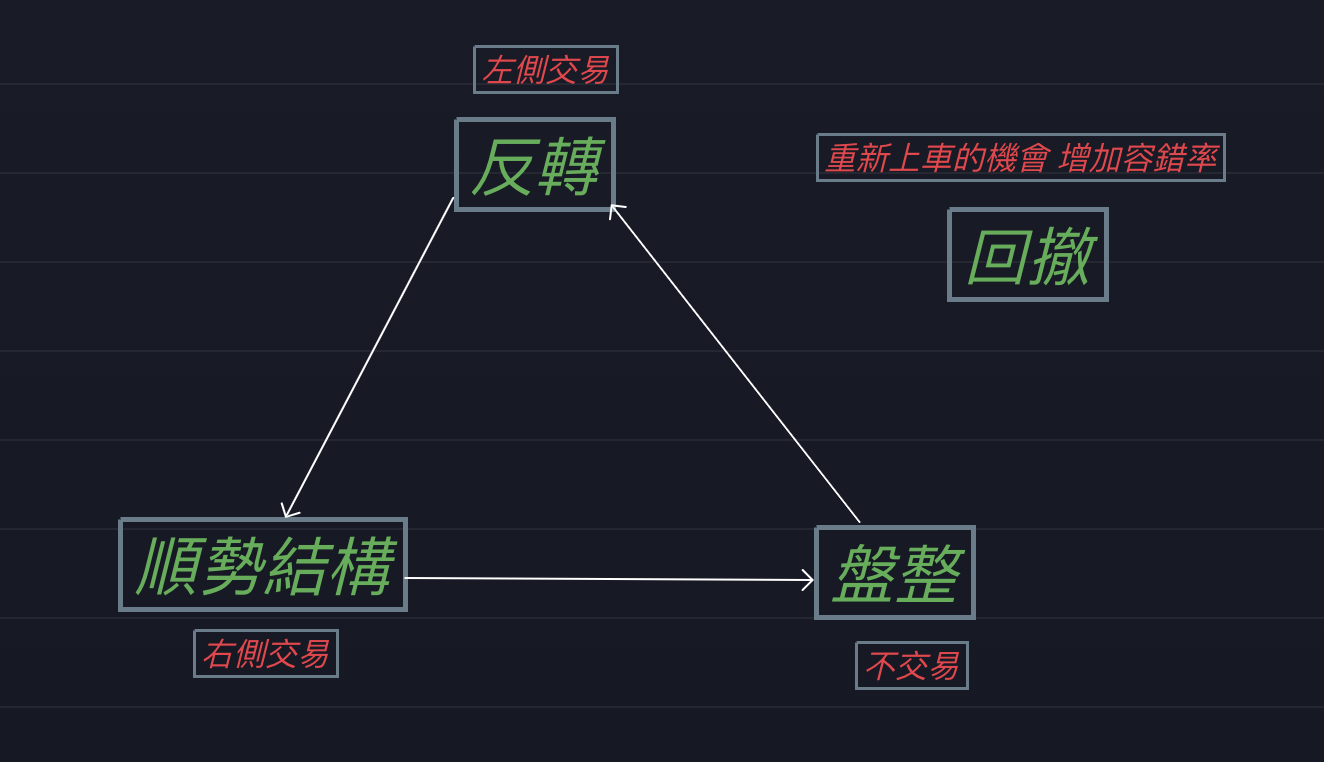 左側交易
反轉
重新上車的機會 增加容錯率
回撤
順勢結構
右側交易
盤整
不交易